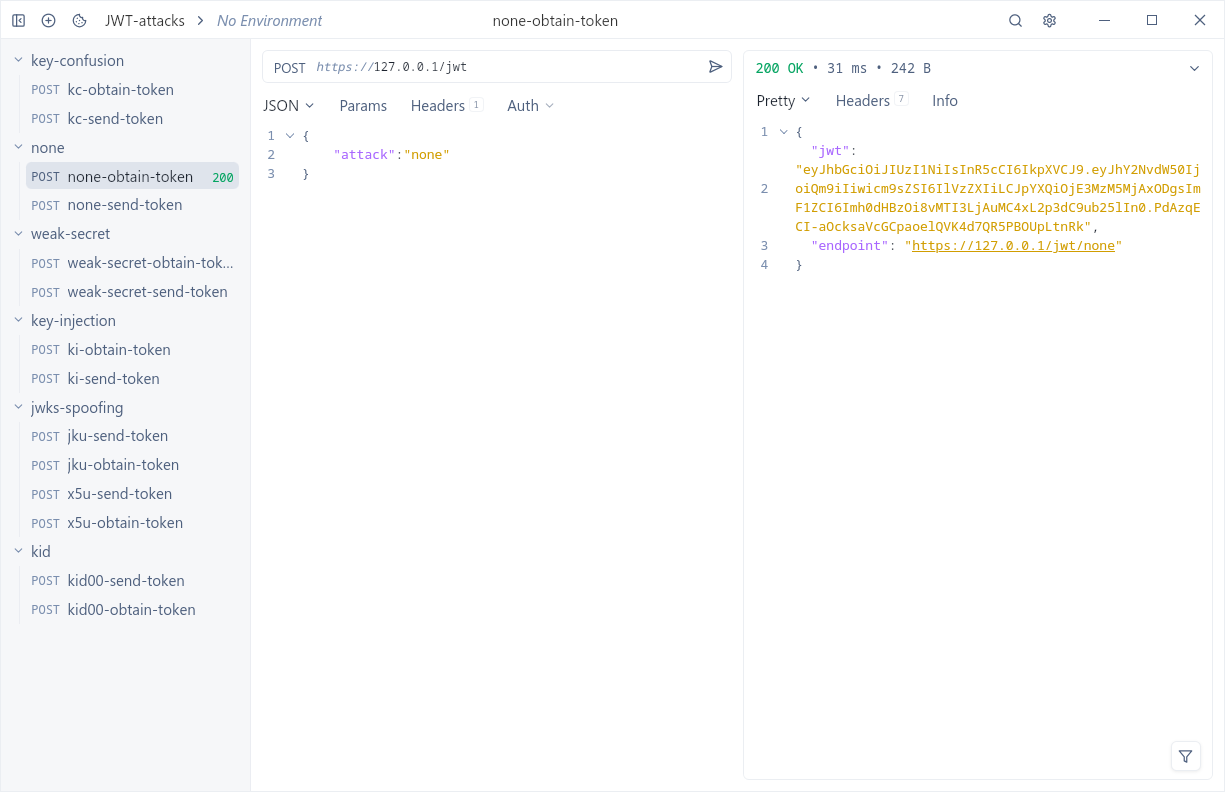 JWT-attacks > No Environment
none-obtain-token
key-confusion
POST kc-obtain-token
POST kc-send-token
none
POST none-obtain-token 200
POST none-send-token
weak-secret
POST weak-secret-obtain-tok...
POST weak-secret-send-token
key-injection
POST ki-obtain-token
POST ki-send-token
jwks-spoofing
POST jku-send-token
POST jku-obtain-token
POST x5u-send-token
POST x5u-obtain-token
kid
POST kid00-send-token
POST kid00-obtain-token
POST https://127.0.0.1/jwt
JSON Params Headers 1 Auth
1 {
2 "attack":"none"
3 }
200 OK • 31 ms • 242 B
Pretty Headers 7 Info
1 {
"jwt":
"eyJhbGciOiJIUzI1NiIsInR5cCI6IkpXVCJ9.eyJhY2NvdW50Ij
2 oiQm9iIiwicm9sZSI6IlVzZXIiLCJpYXQiOjE3MzM5MjAxODgsIm
F1ZCI6Imh0dHBzOi8vMTI3LjAuMC4xL2p3dC9ub25lIn0.PdAzqE
CI-aOcksaVcGCpaoelQVK4d7QR5PBOUpLtnRk",
3 "endpoint": "https://127.0.0.1/jwt/none"
4 }